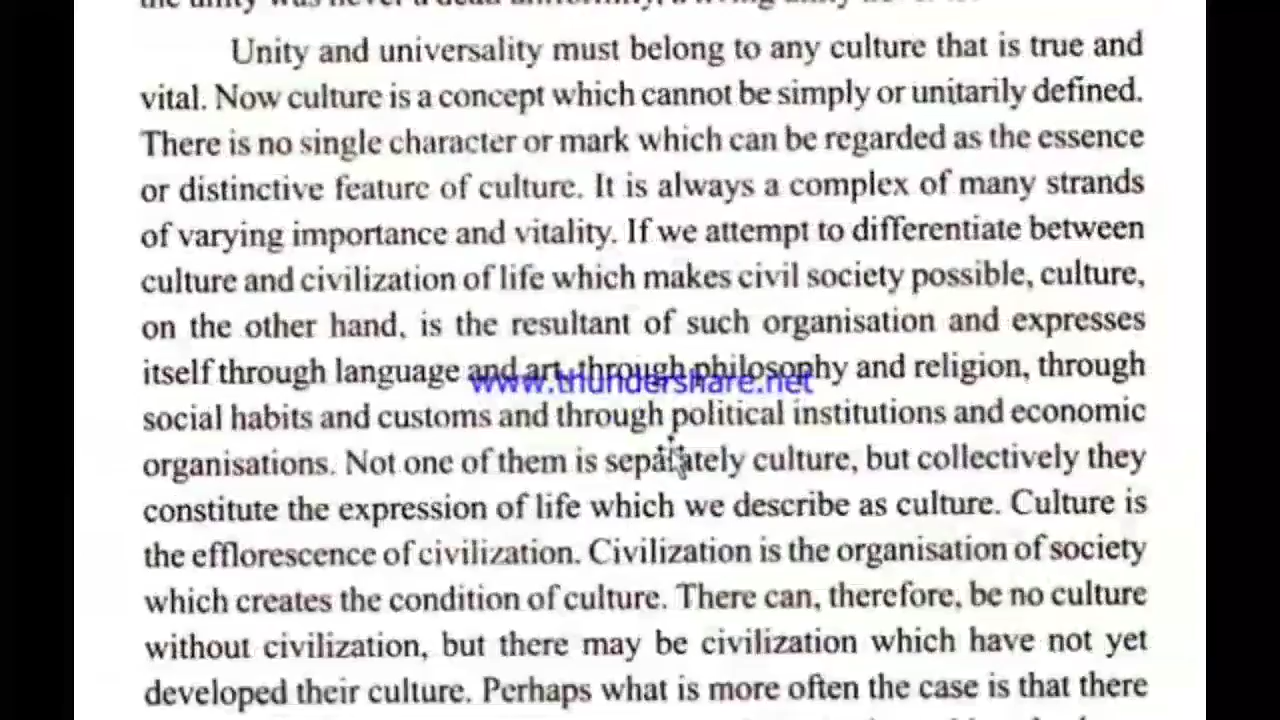 Unity and universality must belong to any culture that is true and
vital. Now culture is a concept which cannot be simply or unitarily defined.
There is no single character or mark which can be regarded as the essence
or distinctive feature of culture. It is always a complex of many strands
of varying importance and vitality. If we attempt to differentiate between
culture and civilization of life which makes civil society possible, culture,
on the other hand, is the resultant of such organisation and expresses
itself through language and art, through philosophy and religion, through
www.thundershare.net
social habits and customs and through political institutions and economic
organisations. Not one of them is separately culture, but collectively they
constitute the expression of life which we describe as culture. Culture is
the efflorescence of civilization. Civilization is the organisation of society
which creates the condition of culture. There can, therefore, be no culture
without civilization, but there may be civilization which have not yet
developed their culture. Perhaps what is more often the case is that there